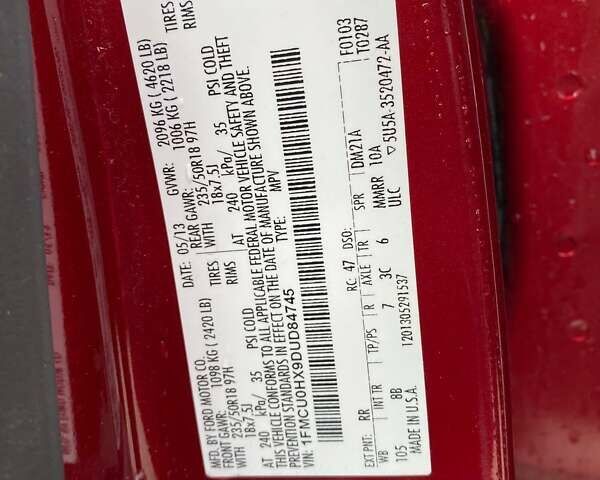 MFD. BY FORD MOTOR CO.
DATE: 05/13 GVWR: 2096 KG ( 4620 LB)
FRONT GAWR: 1098 KG ( 2420 LB) REAR GAWR: 1006 KG ( 2218 LB)
WITH 235/50R18 97H TIRES WITH 235/50R18 97H TIRES
18x7.5J RIMS 18x7.5J RIMS
AT 240 kPa/ 35 PSI COLD AT 240 kPa/ 35 PSI COLD
THIS VEHICLE CONFORMS TO ALL APPLICABLE FEDERAL MOTOR VEHICLE SAFETY AND THEFT
PREVENTION STANDARDS IN EFFECT ON THE DATE OF MANUFACTURE SHOWN ABOVE.
VIN: 1FMCU0HX9DUD84745 TYPE: MPV
F0103
T0287
EXT PNT: RR RC: 47 DSO:
WB INT TR TP/PS R AXLE TR SPR DM21A
105 8B 7 3C 6 MMRR 10A
MADE IN U.S.A. 1201305291537 ULC ▽5U5A-3520472-AA